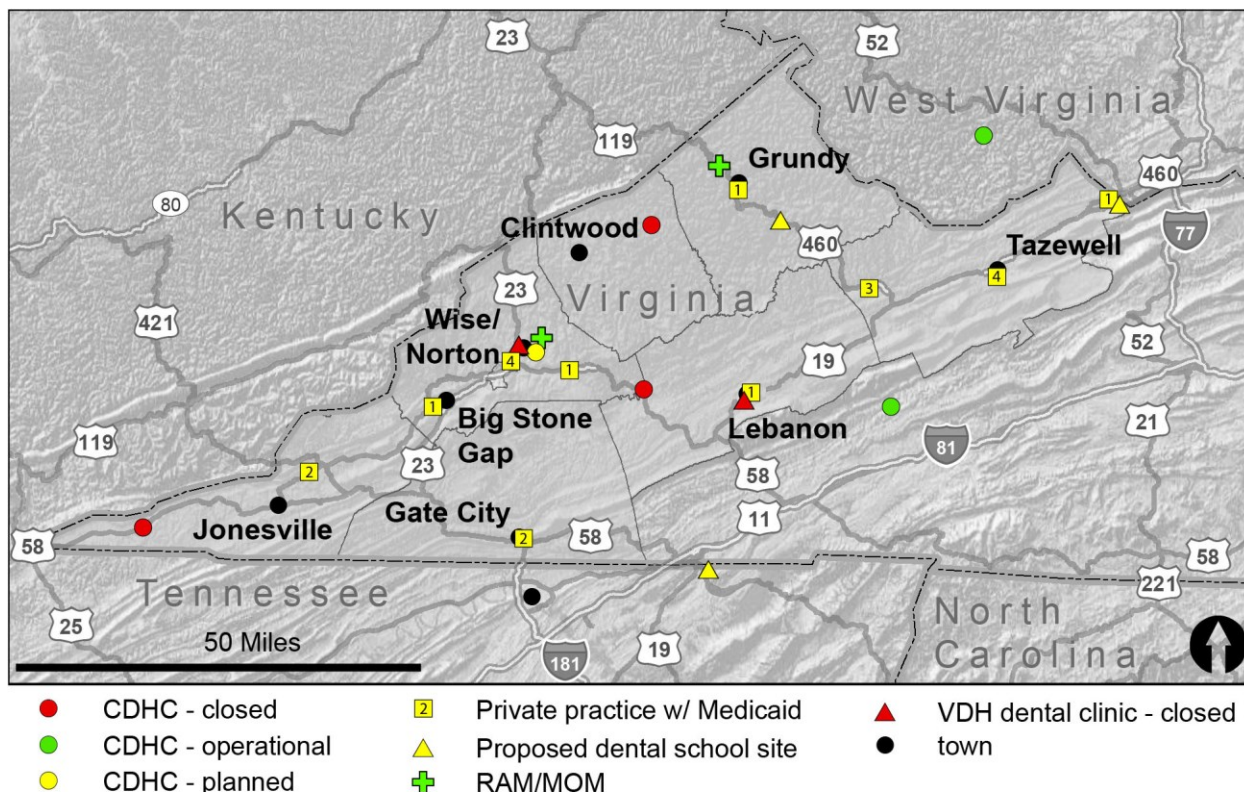 23
52
West Virginia
119
Grundy
1
460
1
80
Kentucky
Clintwood
77
460
Tazewell
4
3
23
Virginia
421
Wise/
Norton
4
1
19
52
1
1
Big Stone
Gap
Lebanon
81
21
119
23
58
2
Gate City
11
Jonesville
2
58
58
58
Tennessee
221
North
Carolina
25
50 Miles
181
19
CDHC - closed
2 Private practice w/ Medicaid
VDH dental clinic - closed
CDHC - operational
Proposed dental school site
town
CDHC - planned
RAM/MOM